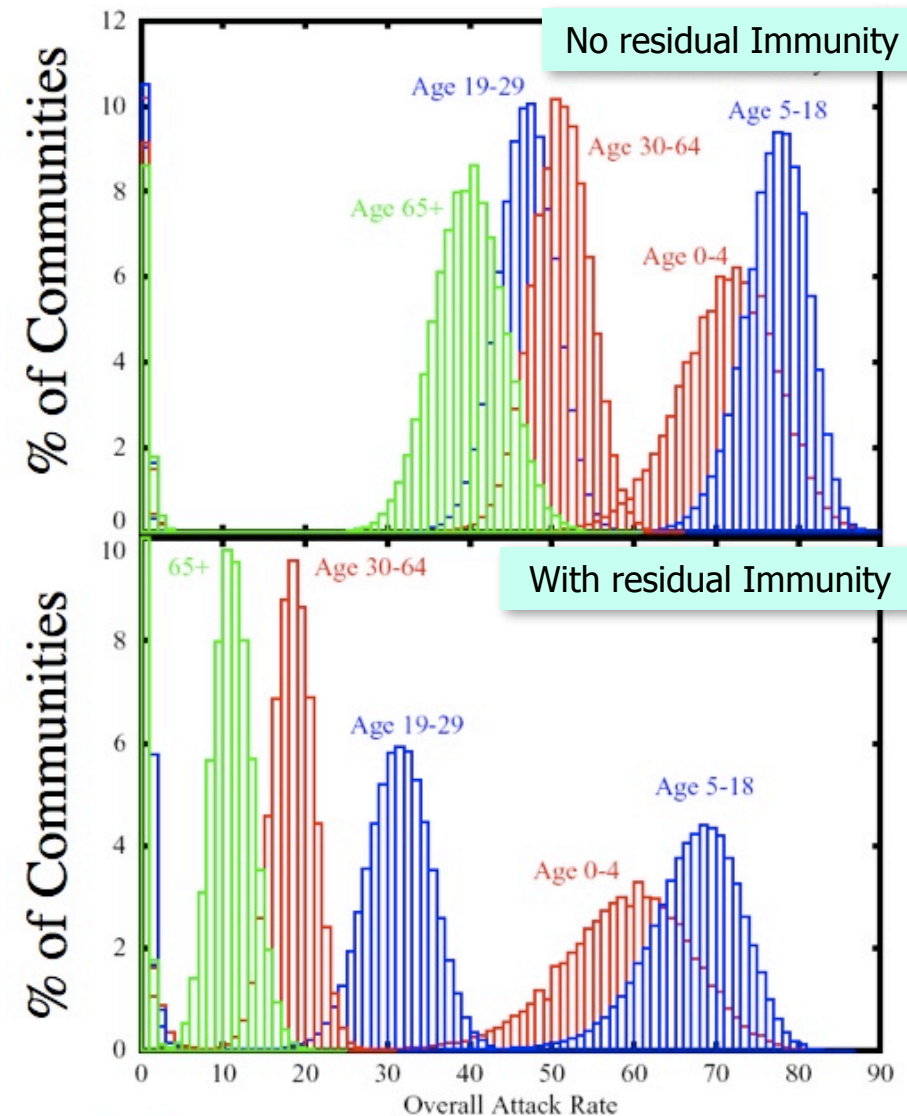 12
No residual Immunity
y
Age 19-29
10
Age 5-18
Age 30-64
8
Age 65+
Age 0-4
6
4
2
0
% of Communities
10
65+
Age 30-64
With residual Immunity
8
Age 19-29
6
Age 5-18
4
Age 0-4
2
0
% of Communities
0 10 20 30 40 50 60 70 80 90
Overall Attack Rate